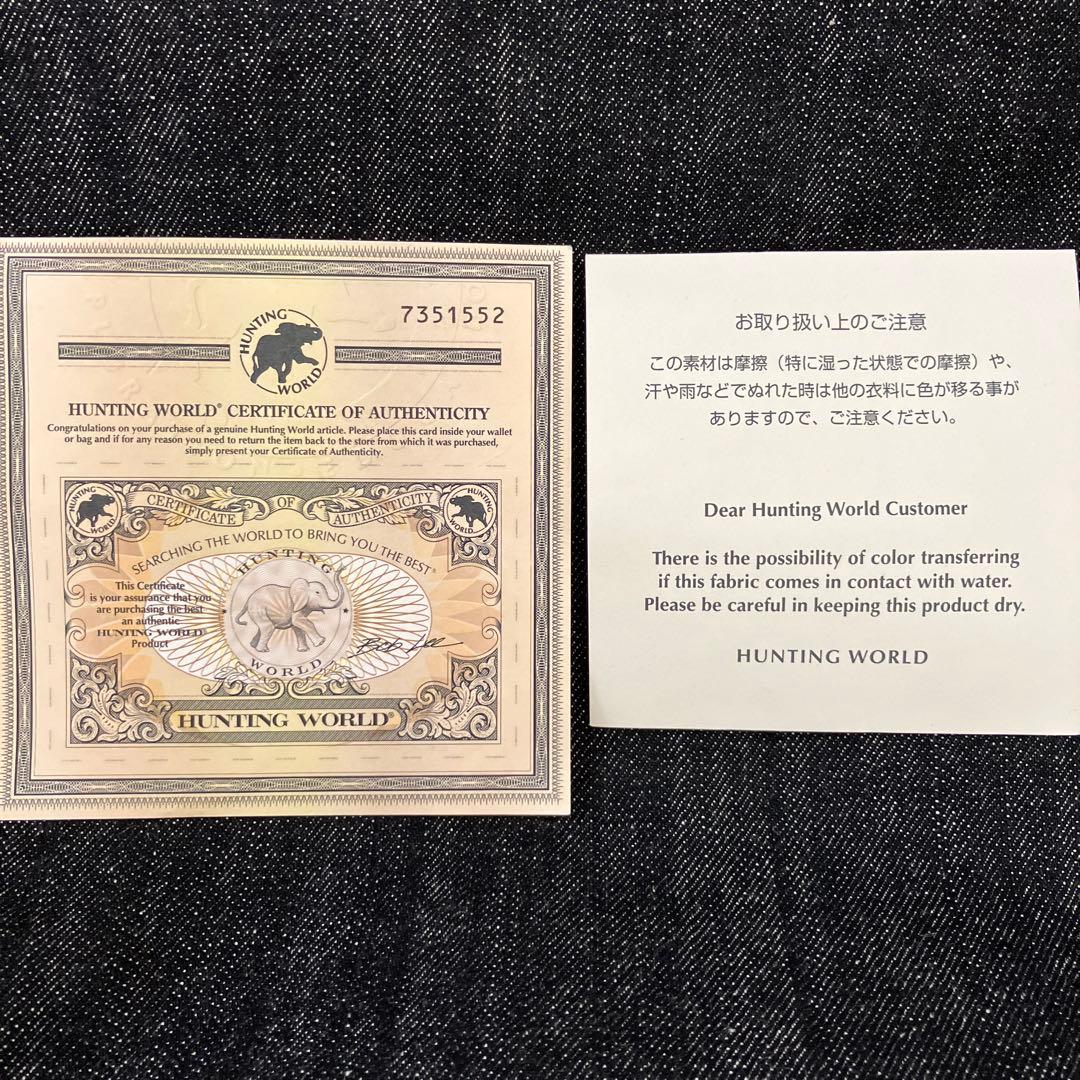 7351552
HUNTING
WORLD
HUNTING WORLD® CERTIFICATE OF AUTHENTICITY
Congratulations on your purchase of a genuine Hunting World article. Please place this card inside your wallet
or bag and if for any reason you need to return the item back to the store from which it was purchased,
simply present your Certificate of Authenticity.
HUNTING
WORLD
CERTIFICATE OF AUTHENTICITY
HUNTING
WORLD
SEARCHING THE WORLD TO BRING YOU THE BEST®
HUNTING
WORLD
This Certificate
is your assurance that you
are purchasing the best
an authentic
HUNTING WORLD®
Product
Bob Lee
HUNTING WORLD®
お取り扱い上のご注意
この素材は摩擦（特に湿った状態での摩擦）や、
汗や雨などでぬれた時は他の衣料に色が移る事が
ありますので、ご注意ください。
Dear Hunting World Customer
There is the possibility of color transferring
if this fabric comes in contact with water.
Please be careful in keeping this product dry.
HUNTING WORLD